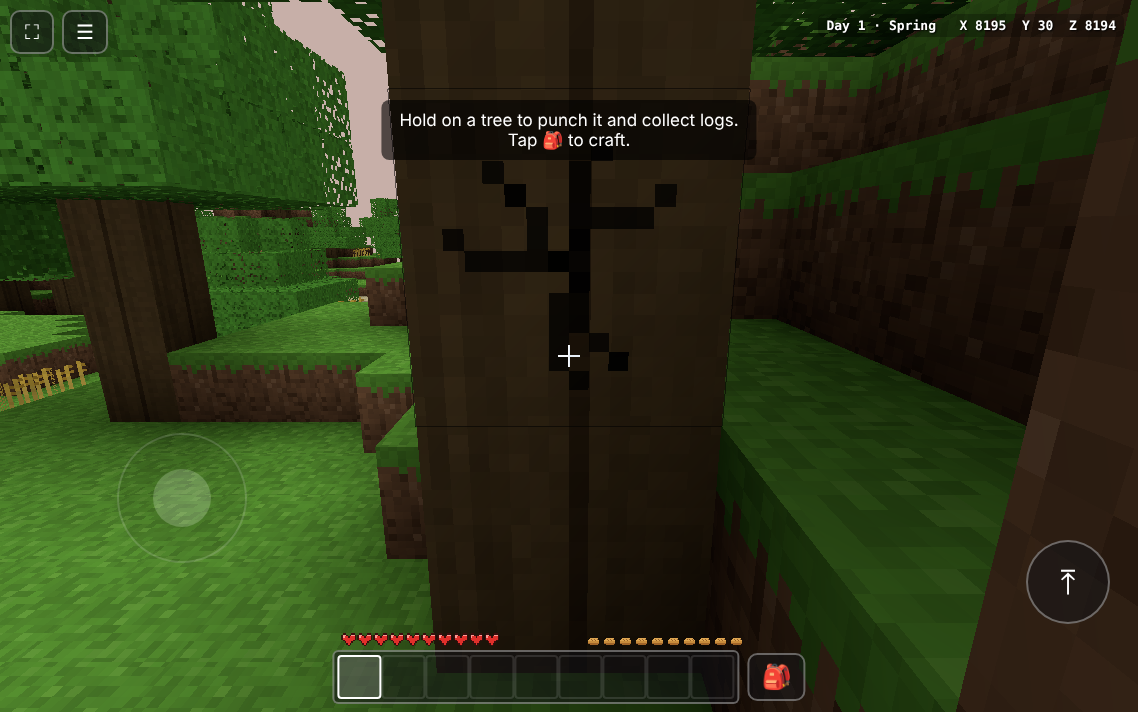 Day 1 · Spring X 8195 Y 30 Z 8194
Hold on a tree to punch it and collect logs.
Tap 🎒 to craft.